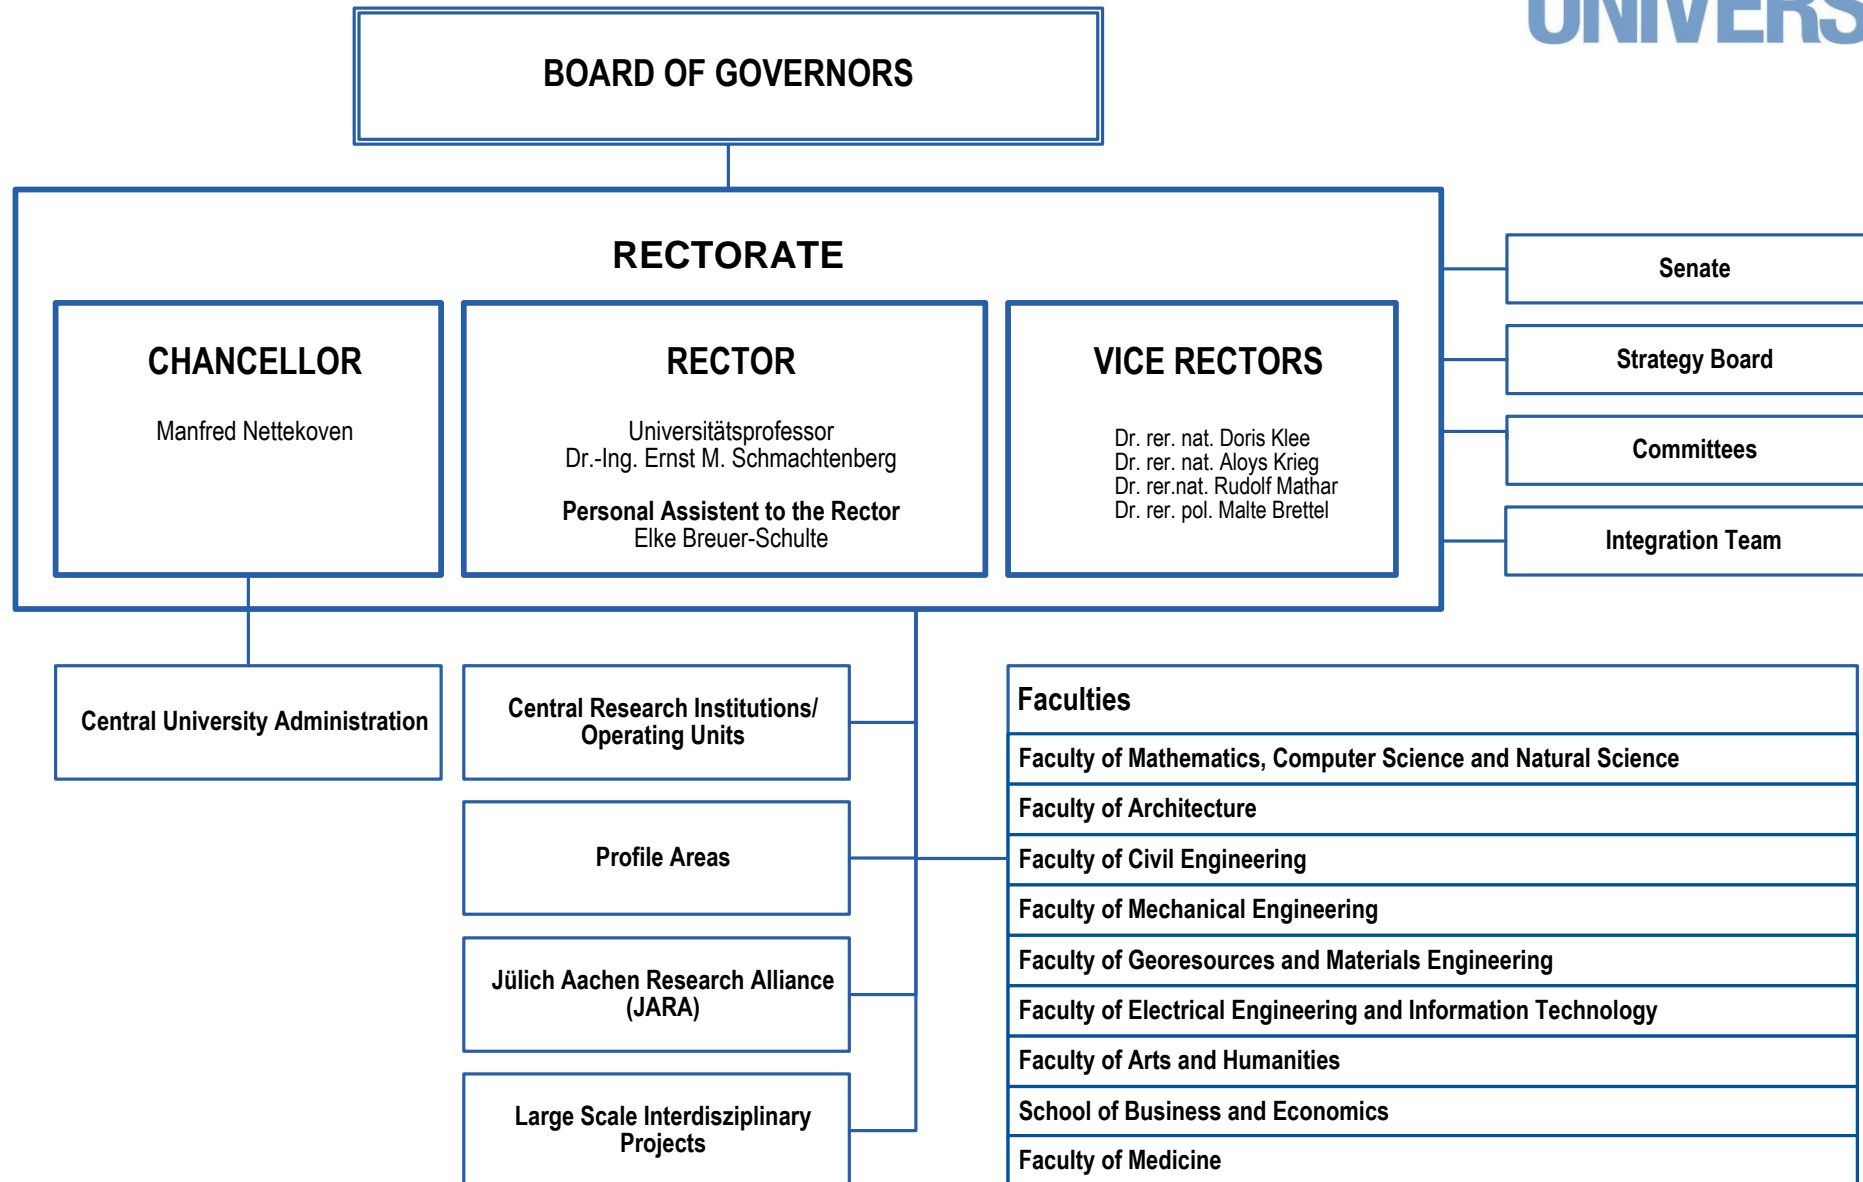 UNIVERS
BOARD OF GOVERNORS
RECTORATE
CHANCELLOR
Manfred Nettekoven
RECTOR
Universitätsprofessor
Dr.-Ing. Ernst M. Schmachtenberg
Personal Assistent to the Rector
Elke Breuer-Schulte
VICE RECTORS
Dr. rer. nat. Doris Klee
Dr. rer. nat. Aloys Krieg
Dr. rer.nat. Rudolf Mathar
Dr. rer. pol. Malte Brettel
Senate
Strategy Board
Committees
Integration Team
Central University Administration
Central Research Institutions/
Operating Units
Profile Areas
Jülich Aachen Research Alliance
(JARA)
Large Scale Interdisziplinary
Projects
Faculties
Faculty of Mathematics, Computer Science and Natural Science
Faculty of Architecture
Faculty of Civil Engineering
Faculty of Mechanical Engineering
Faculty of Georesources and Materials Engineering
Faculty of Electrical Engineering and Information Technology
Faculty of Arts and Humanities
School of Business and Economics
Faculty of Medicine